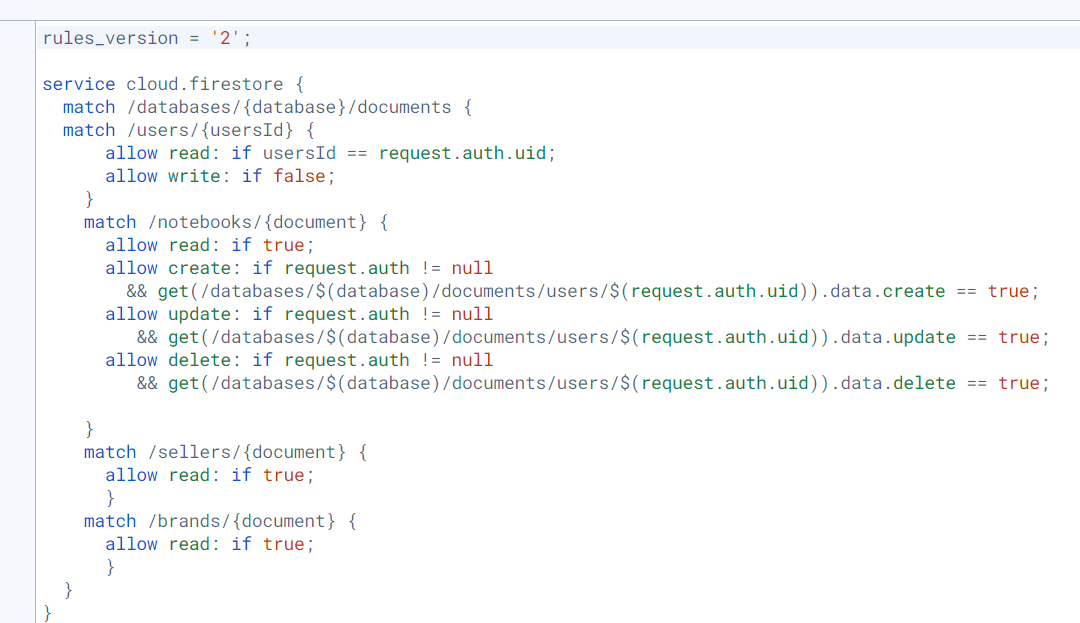 rules_version = '2';
service cloud.firestore {
match /databases/{database}/documents {
match /users/{usersId} {
allow read: if usersId == request.auth.uid;
allow write: if false;
}
match /notebooks/{document} {
allow read: if true;
allow create: if request.auth != null
&& get(/databases/$(database)/documents/users/$(request.auth.uid)).data.create == true;
allow update: if request.auth != null
&& get(/databases/$(database)/documents/users/$(request.auth.uid)).data.update == true;
allow delete: if request.auth != null
&& get(/databases/$(database)/documents/users/$(request.auth.uid)).data.delete == true;
}
match /sellers/{document} {
allow read: if true;
}
match /brands/{document} {
allow read: if true;
}
}
}